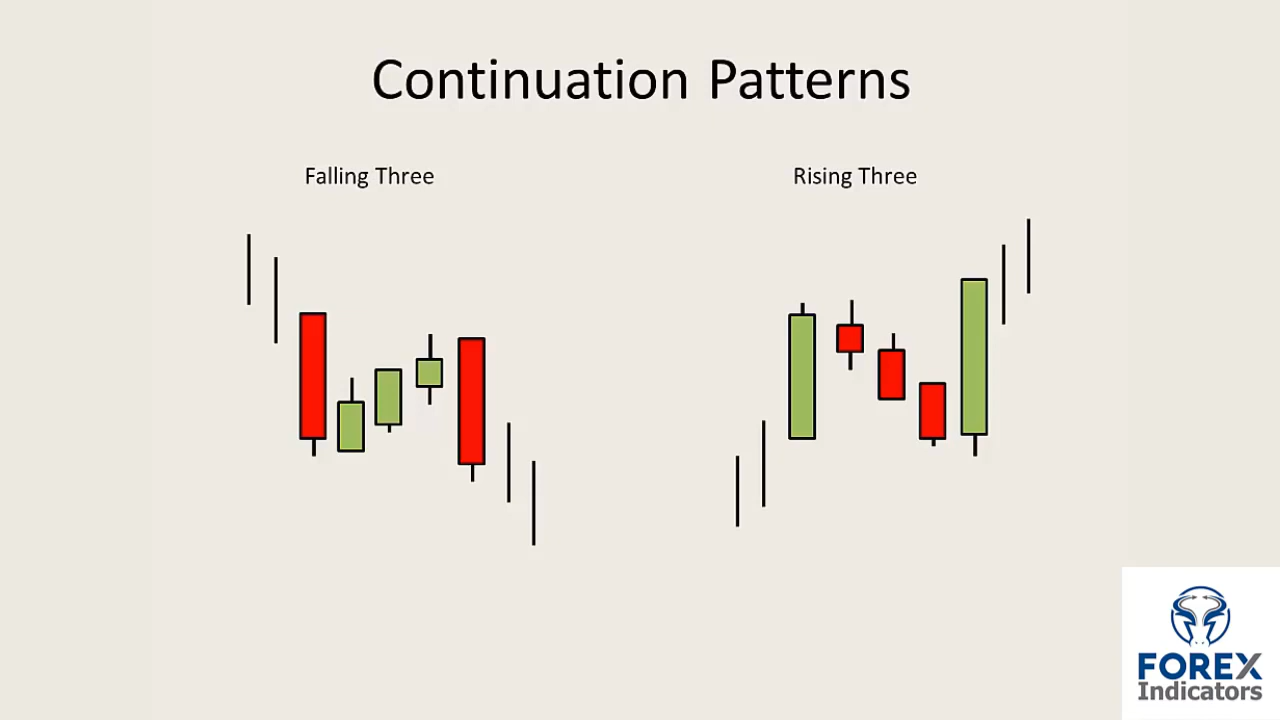 Continuation Patterns
Falling Three
Rising Three
FOREX
Indicators